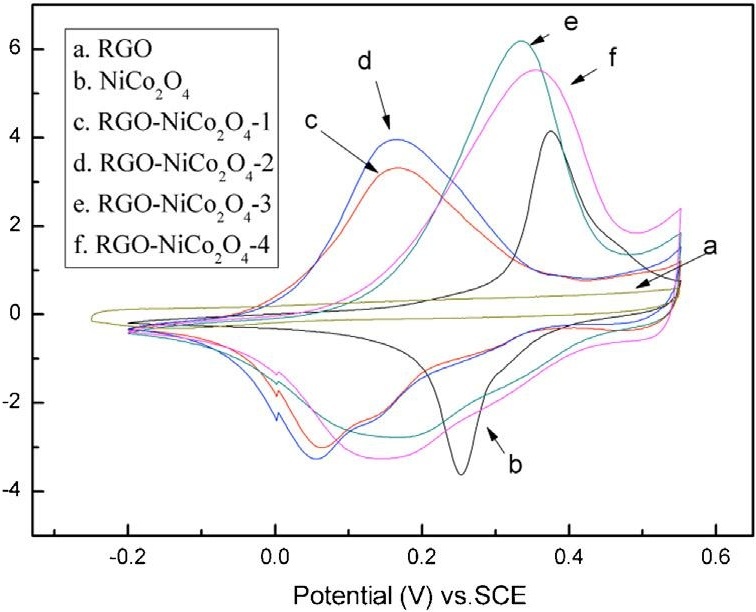 a. RGO
b. NiCo₂O₄
c. RGO-NiCo₂O₄-1
d. RGO-NiCo₂O₄-2
e. RGO-NiCo₂O₄-3
f. RGO-NiCo₂O₄-4
e
f
d
c
a
b
6
4
2
0
-2
-4
-0.2 0.0 0.2 0.4 0.6
Potential (V) vs.SCE